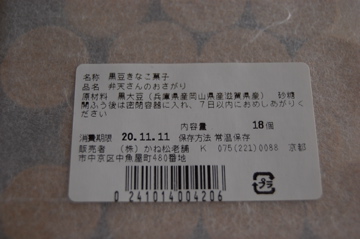 名称 黒豆きなこ菓子
品名 弁天さんのおさがり
原材料 黒大豆(兵庫県産岡山県産滋賀県産) 砂糖
開ふう後は密閉容器に入れ、7日以内におめしあがりく
ださい
内容量 18個
消費期限 20.11.11 保存方法 常温保存
販売者 (株)かね松老舗 K 075(221)0088 京都
市中京区中魚屋町480番地
0241014004206
プラ